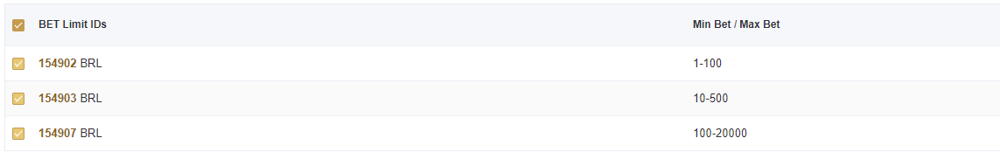 BET Limit IDs Min Bet / Max Bet
154902 BRL 1-100
154903 BRL 10-500
154907 BRL 100-20000